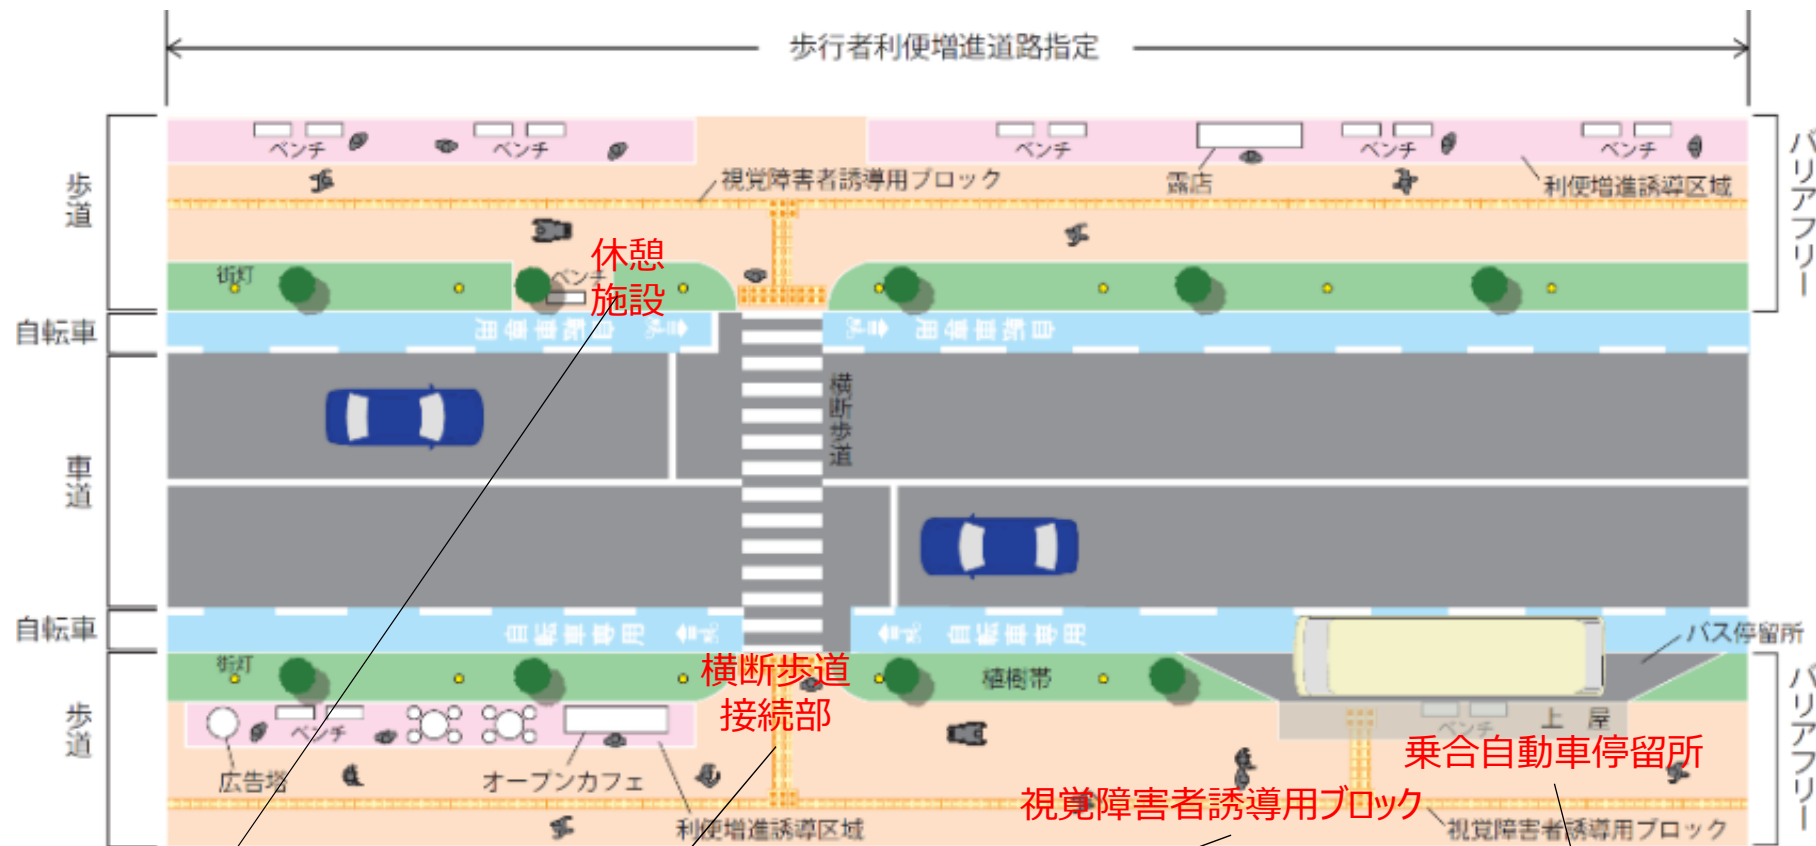 歩行者利便増進道路指定
ベンチ
ベンチ
ベンチ
ベンチ
ベンチ
視覚障害者誘導用ブロック
露店
利便増進誘導区域
歩道
バリアフリー
街灯
ベンチ
休憩
施設
自転車
自転車専用
自転車専用
横断歩道
車道
自転車
自転車専用
自転車専用
バス停留所
街灯
横断歩道
接続部
植樹帯
歩道
バリアフリー
ベンチ
ベンチ
上屋
乗合自動車停留所
広告塔
オープンカフェ
視覚障害者誘導用ブロック
利便増進誘導区域
視覚障害者誘導用ブロック